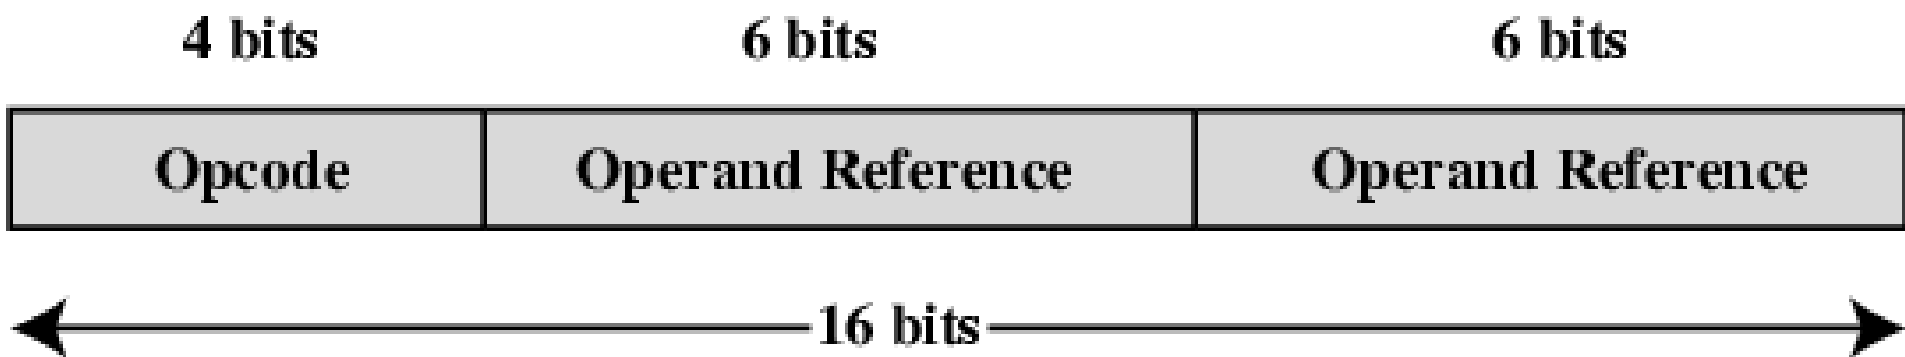 4 bits 6 bits 6 bits
Opcode Operand Reference Operand Reference
16 bits